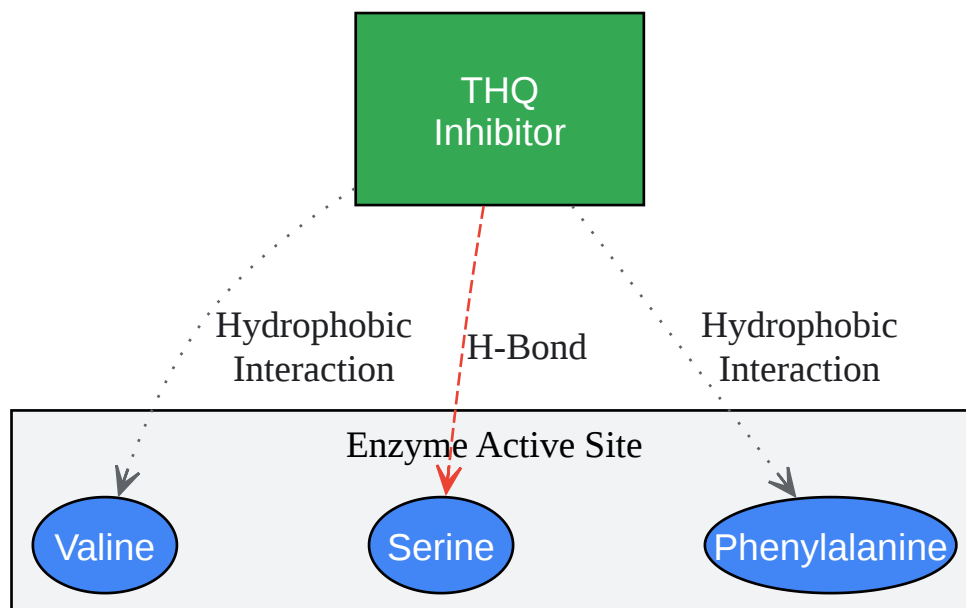 THQ
Inhibitor
Hydrophobic
Interaction
H-Bond
Hydrophobic
Interaction
Enzyme Active Site
Valine
Serine
Phenylalanine